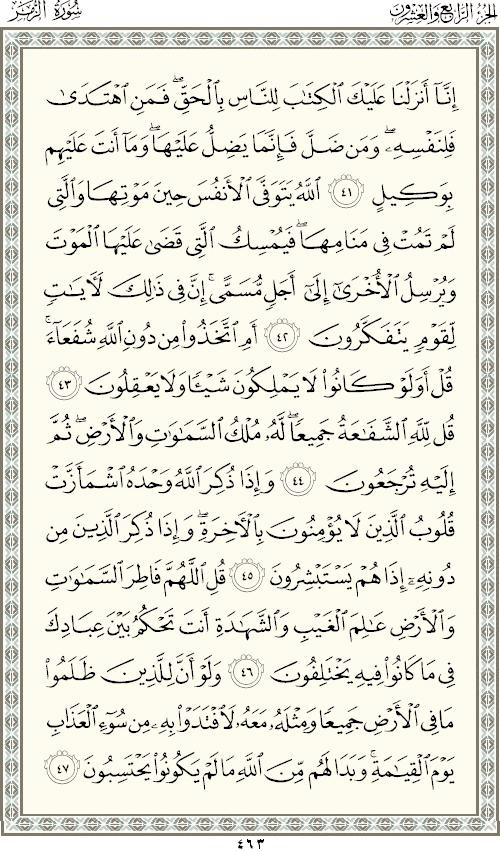 الجزء الرابع والعشرون
سورة الزمر
إِنَّآ أَنزَلْنَا عَلَيْكَ ٱلْكِتَٰبَ لِلنَّاسِ بِٱلْحَقِّ ۖ فَمَنِ ٱهْتَدَىٰ
فَلِنَفْسِهِۦ ۖ وَمَن ضَلَّ فَإِنَّمَا يَضِلُّ عَلَيْهَا ۖ وَمَآ أَنتَ عَلَيْهِم
بِوَكِيلٍ ٤١ ٱللَّهُ يَتَوَفَّى ٱلْأَنفُسَ حِينَ مَوْتِهَا وَٱلَّتِى
لَمْ تَمُتْ فِى مَنَامِهَا ۖ فَيُمْسِكُ ٱلَّتِى قَضَىٰ عَلَيْهَا ٱلْمَوْتَ
وَيُرْسِلُ ٱلْأُخْرَىٰٓ إِلَىٰٓ أَجَلٍ مُّسَمًّى ۚ إِنَّ فِى ذَٰلِكَ لَءَايَٰتٍ
لِّقَوْمٍ يَتَفَكَّرُونَ ٤٢ أَمِ ٱتَّخَذُوا۟ مِن دُونِ ٱللَّهِ شُفَعَآءَ ۚ
قُلْ أَوَلَوْ كَانُوا۟ لَا يَمْلِكُونَ شَيْـًٔا وَلَا يَعْقِلُونَ ٤٣
قُل لِّلَّهِ ٱلشَّفَٰعَةُ جَمِيعًا ۖ لَّهُۥ مُلْكُ ٱلسَّمَٰوَٰتِ وَٱلْأَرْضِ ۖ ثُمَّ
إِلَيْهِ تُرْجَعُونَ ٤٤ وَإِذَا ذُكِرَ ٱللَّهُ وَحْدَهُ ٱشْمَأَزَّتْ
قُلُوبُ ٱلَّذِينَ لَا يُؤْمِنُونَ بِٱلْءَاخِرَةِ ۖ وَإِذَا ذُكِرَ ٱلَّذِينَ مِن
دُونِهِۦٓ إِذَا هُمْ يَسْتَبْشِرُونَ ٤٥ قُلِ ٱللَّهُمَّ فَاطِرَ ٱلسَّمَٰوَٰتِ
وَٱلْأَرْضِ عَٰلِمَ ٱلْغَيْبِ وَٱلشَّهَٰدَةِ أَنتَ تَحْكُمُ بَيْنَ عِبَادِكَ
فِى مَا كَانُوا۟ فِيهِ يَخْتَلِفُونَ ٤٦ وَلَوْ أَنَّ لِلَّذِينَ ظَلَمُوا۟
مَا فِى ٱلْأَرْضِ جَمِيعًا وَمِثْلَهُۥ مَعَهُۥ لَٱفْتَدَوْا۟ بِهِۦ مِن سُوٓءِ ٱلْعَذَابِ
يَوْمَ ٱلْقِيَٰمَةِ ۚ وَبَدَا لَهُم مِّنَ ٱللَّهِ مَا لَمْ يَكُونُوا۟ يَحْتَسِبُونَ ٤٧
٤٦٣